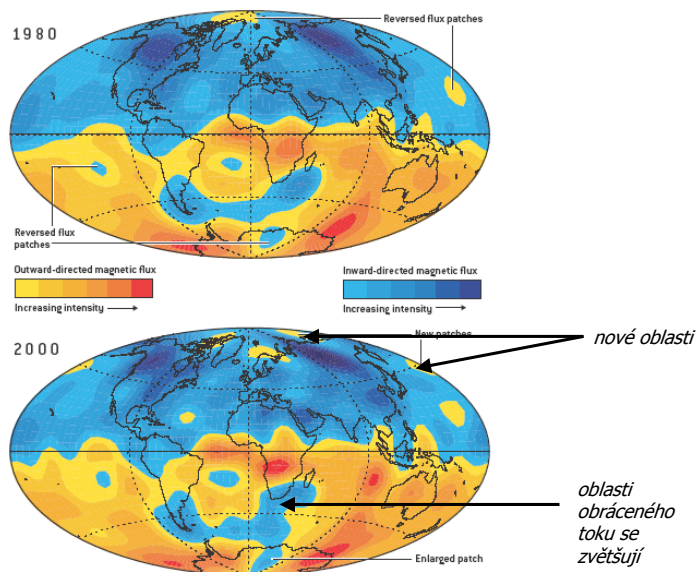 1980
Reversed flux patches
Reversed flux
patches
Outward-directed magnetic flux
Increasing intensity
Inward-directed magnetic flux
Increasing intensity
2000
New patches
nové oblasti
oblasti
obráceného
toku se
zvětšují
Enlarged patch